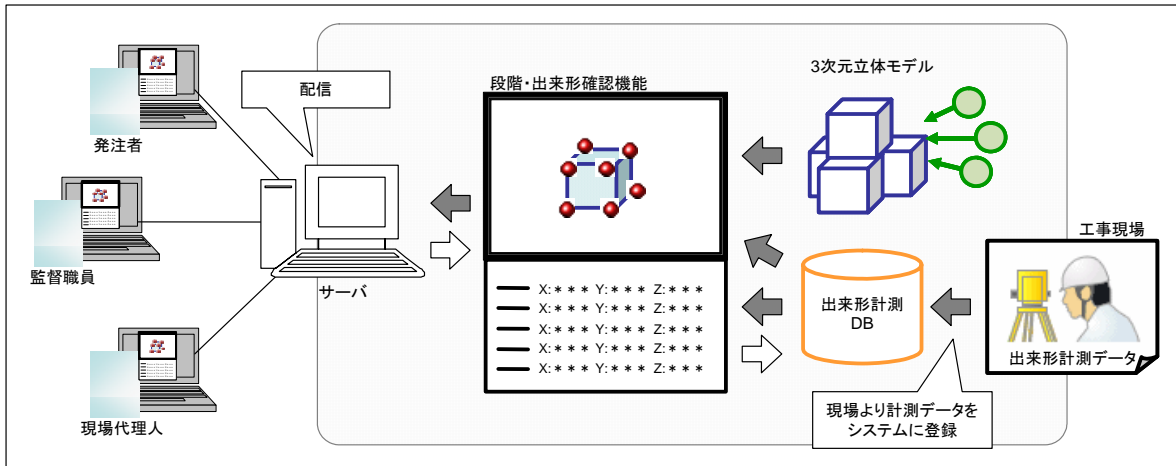 配信
発注者
監督職員
現場代理人
サーバ
段階・出来形確認機能
X:*** Y:*** Z:***
X:*** Y:*** Z:***
X:*** Y:*** Z:***
X:*** Y:*** Z:***
X:*** Y:*** Z:***
3次元立体モデル
出来形計測
DB
工事現場
出来形計測データ
現場より計測データを
システムに登録